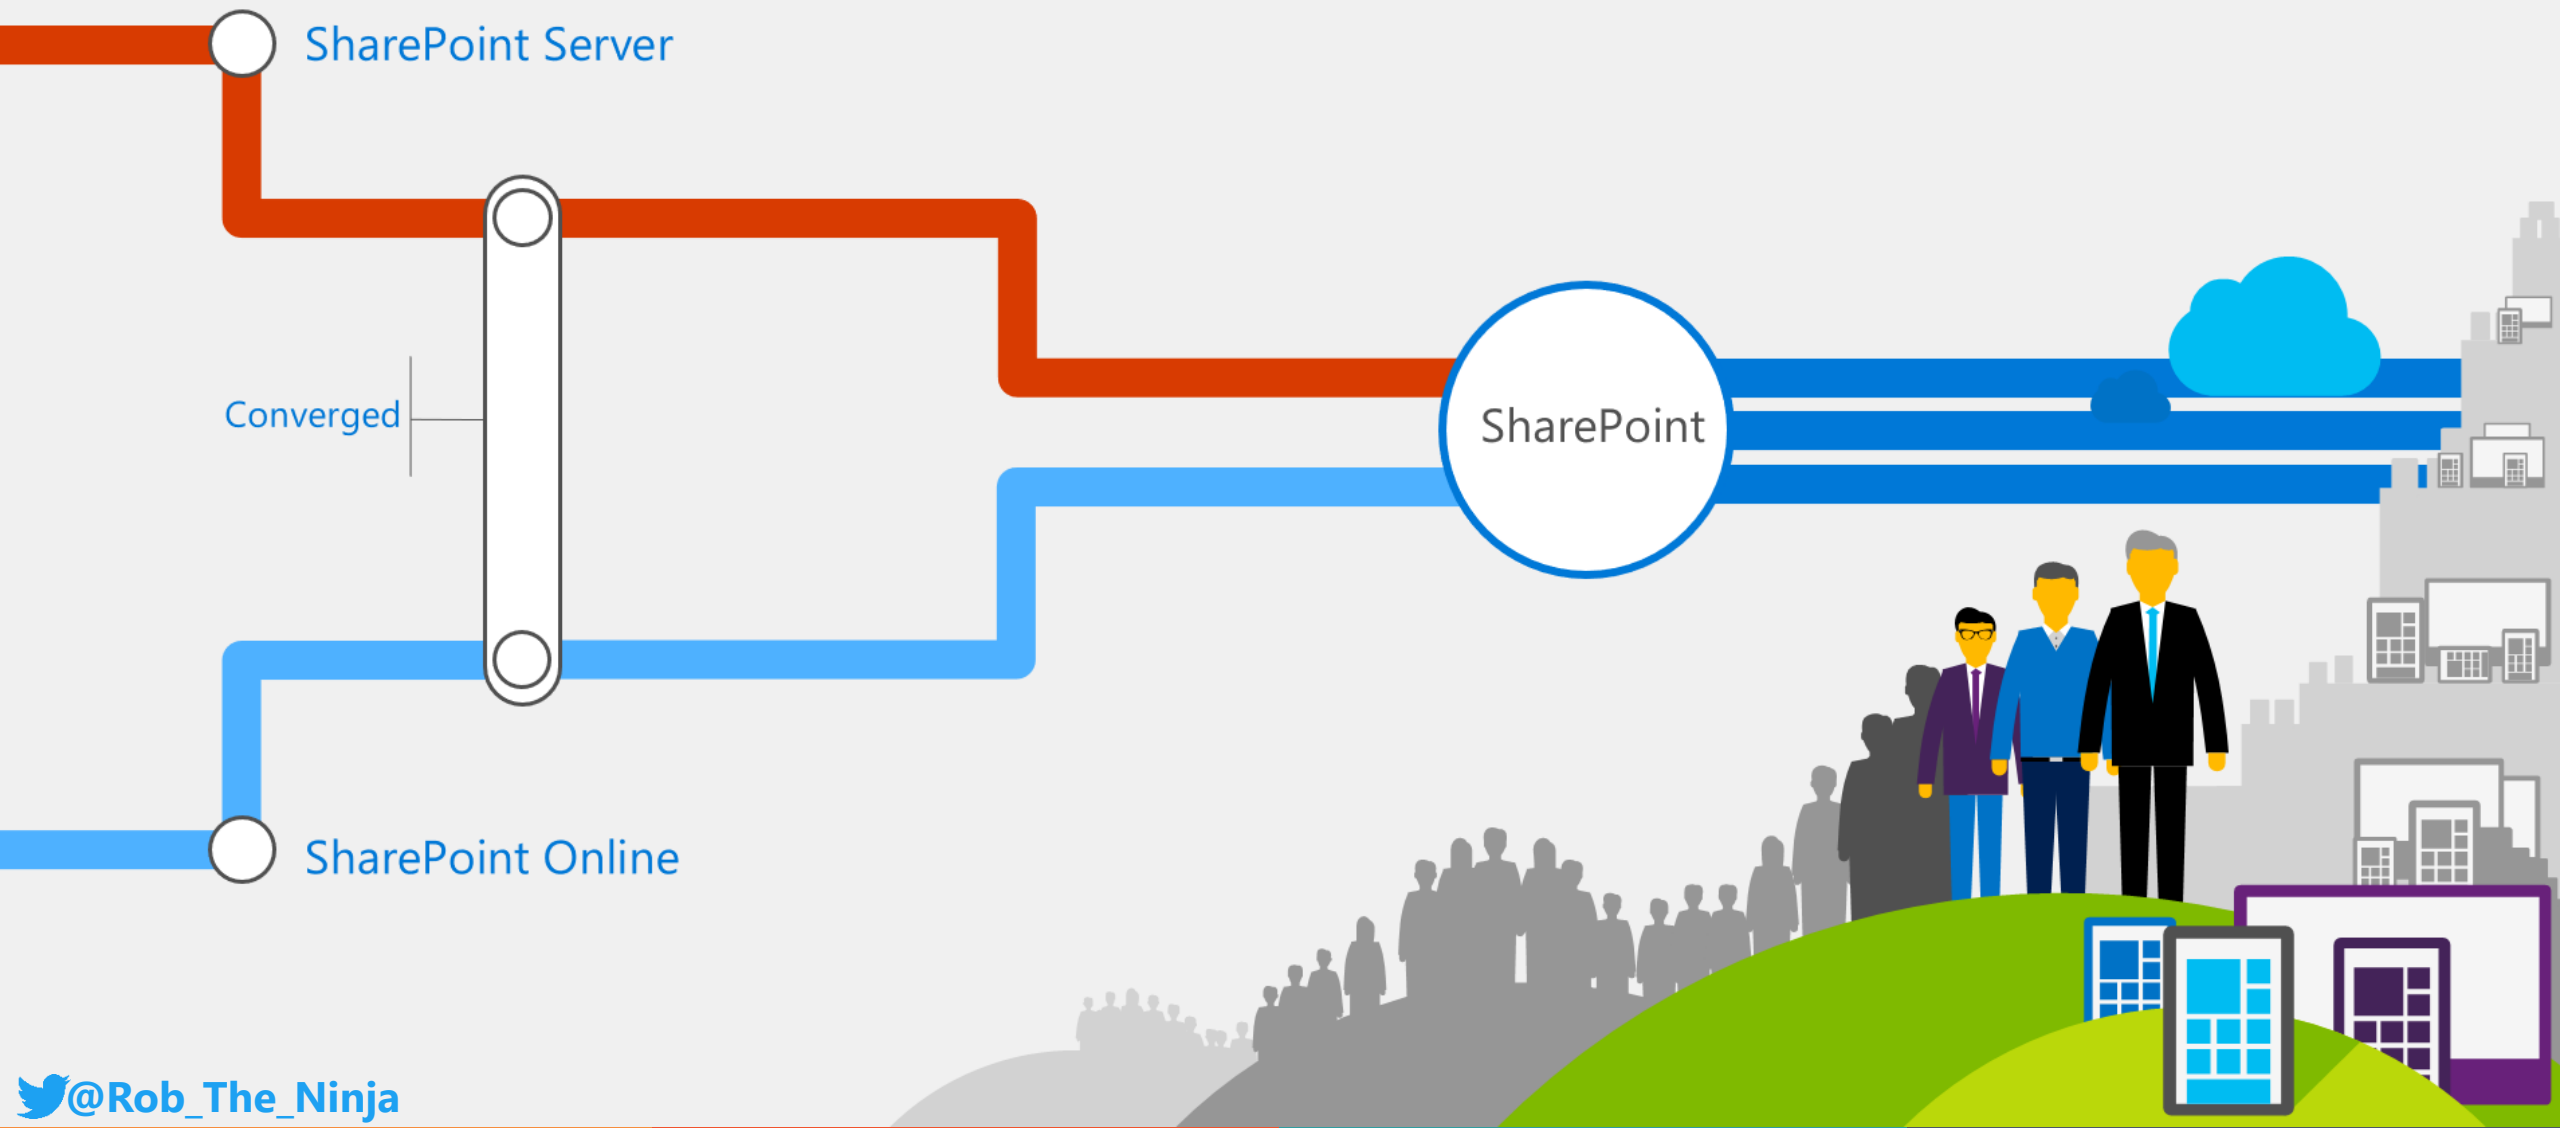 SharePoint Server
Converged
SharePoint
SharePoint Online
@Rob_The_Ninja